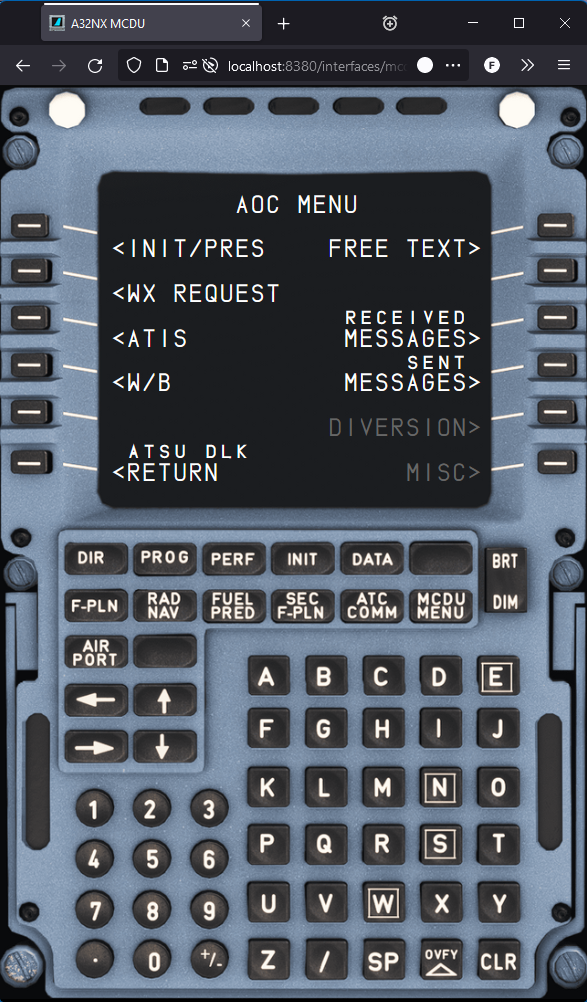 A32NX MCDU
localhost:8380/interfaces/mc
F
AOC MENU
<INIT/PRES FREE TEXT>
<WX REQUEST
RECEIVED
<ATIS MESSAGES>
SENT
<W/B MESSAGES>
DIVERSION>
ATSU DLK
<RETURN MISC>
DIR PROG PERF INIT DATA
BRT
DIM
F-PLN RAD NAV FUEL PRED SEC F-PLN ATC COMM MCDU MENU
AIR PORT
A B C D E
F G H I J
K L M N O
P Q R S T
U V W X Y
Z / SP OVFY CLR
1 2 3
4 5 6
7 8 9
. 0 +/-